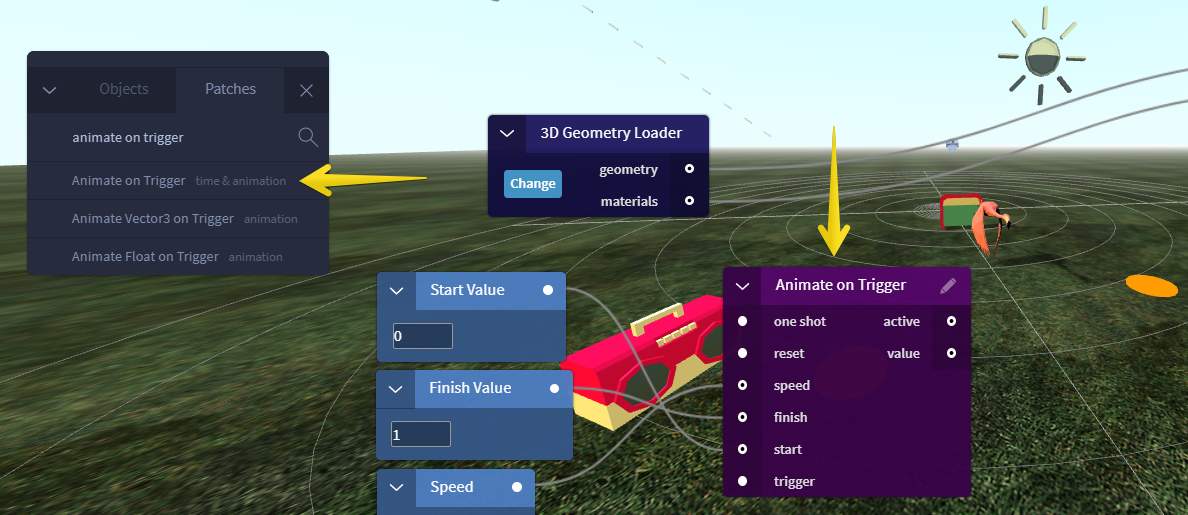 Objects Patches
animate on trigger
Animate on Trigger time & animation
Animate Vector3 on Trigger animation
Animate Float on Trigger animation
3D Geometry Loader
geometry
Change
materials
Start Value
0
Finish Value
1
Speed
Animate on Trigger
one shot active
reset value
speed
finish
start
trigger